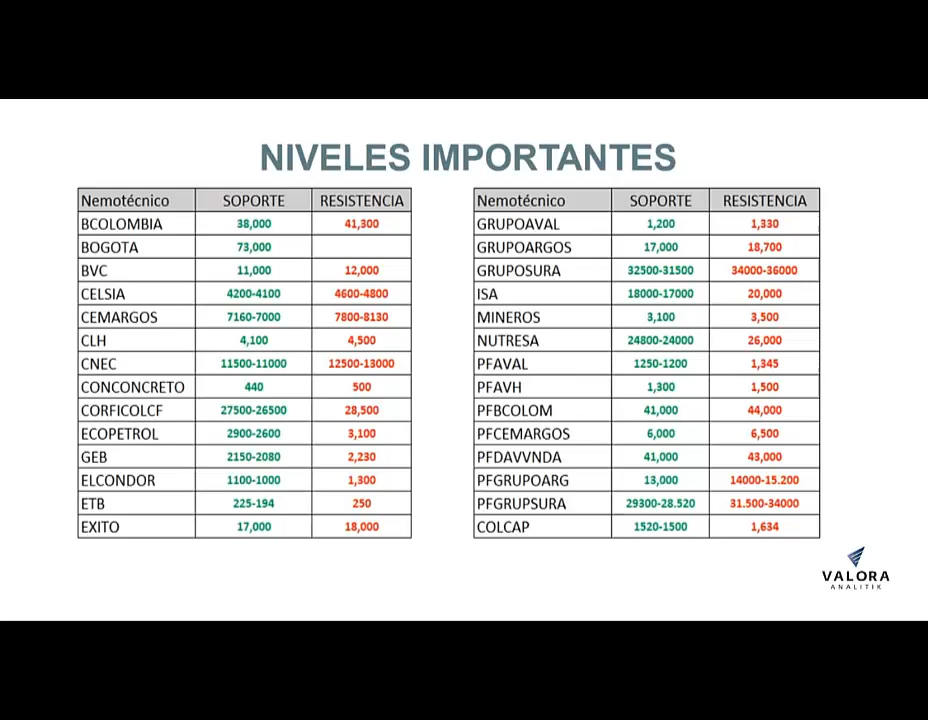 NIVELES IMPORTANTES
Nemotécnico SOPORTE RESISTENCIA
BCOLOMBIA 38,000 41,300
BOGOTA 73,000
BVC 11,000 12,000
CELSIA 4200-4100 4600-4800
CEMARGOS 7160-7000 7800-8130
CLH 4,100 4,500
CNEC 11500-11000 12500-13000
CONCONCRETO 440 500
CORFICOLCF 27500-26500 28,500
ECOPETROL 2900-2600 3,100
GEB 2150-2080 2,230
ELCONDOR 1100-1000 1,300
ETB 225-194 250
EXITO 17,000 18,000
Nemotécnico SOPORTE RESISTENCIA
GRUPOAVAL 1,200 1,330
GRUPOARGOS 17,000 18,700
GRUPOSURA 32500-31500 34000-36000
ISA 18000-17000 20,000
MINEROS 3,100 3,500
NUTRESA 24800-24000 26,000
PFAVAL 1250-1200 1,345
PFAVH 1,300 1,500
PFBCOLOM 41,000 44,000
PFCEMARGOS 6,000 6,500
PFDAVVNDA 41,000 43,000
PFGRUPOARG 13,000 14000-15.200
PFGRUPSURA 29300-28.520 31.500-34000
COLCAP 1520-1500 1,634
VALORA
ANALITIK